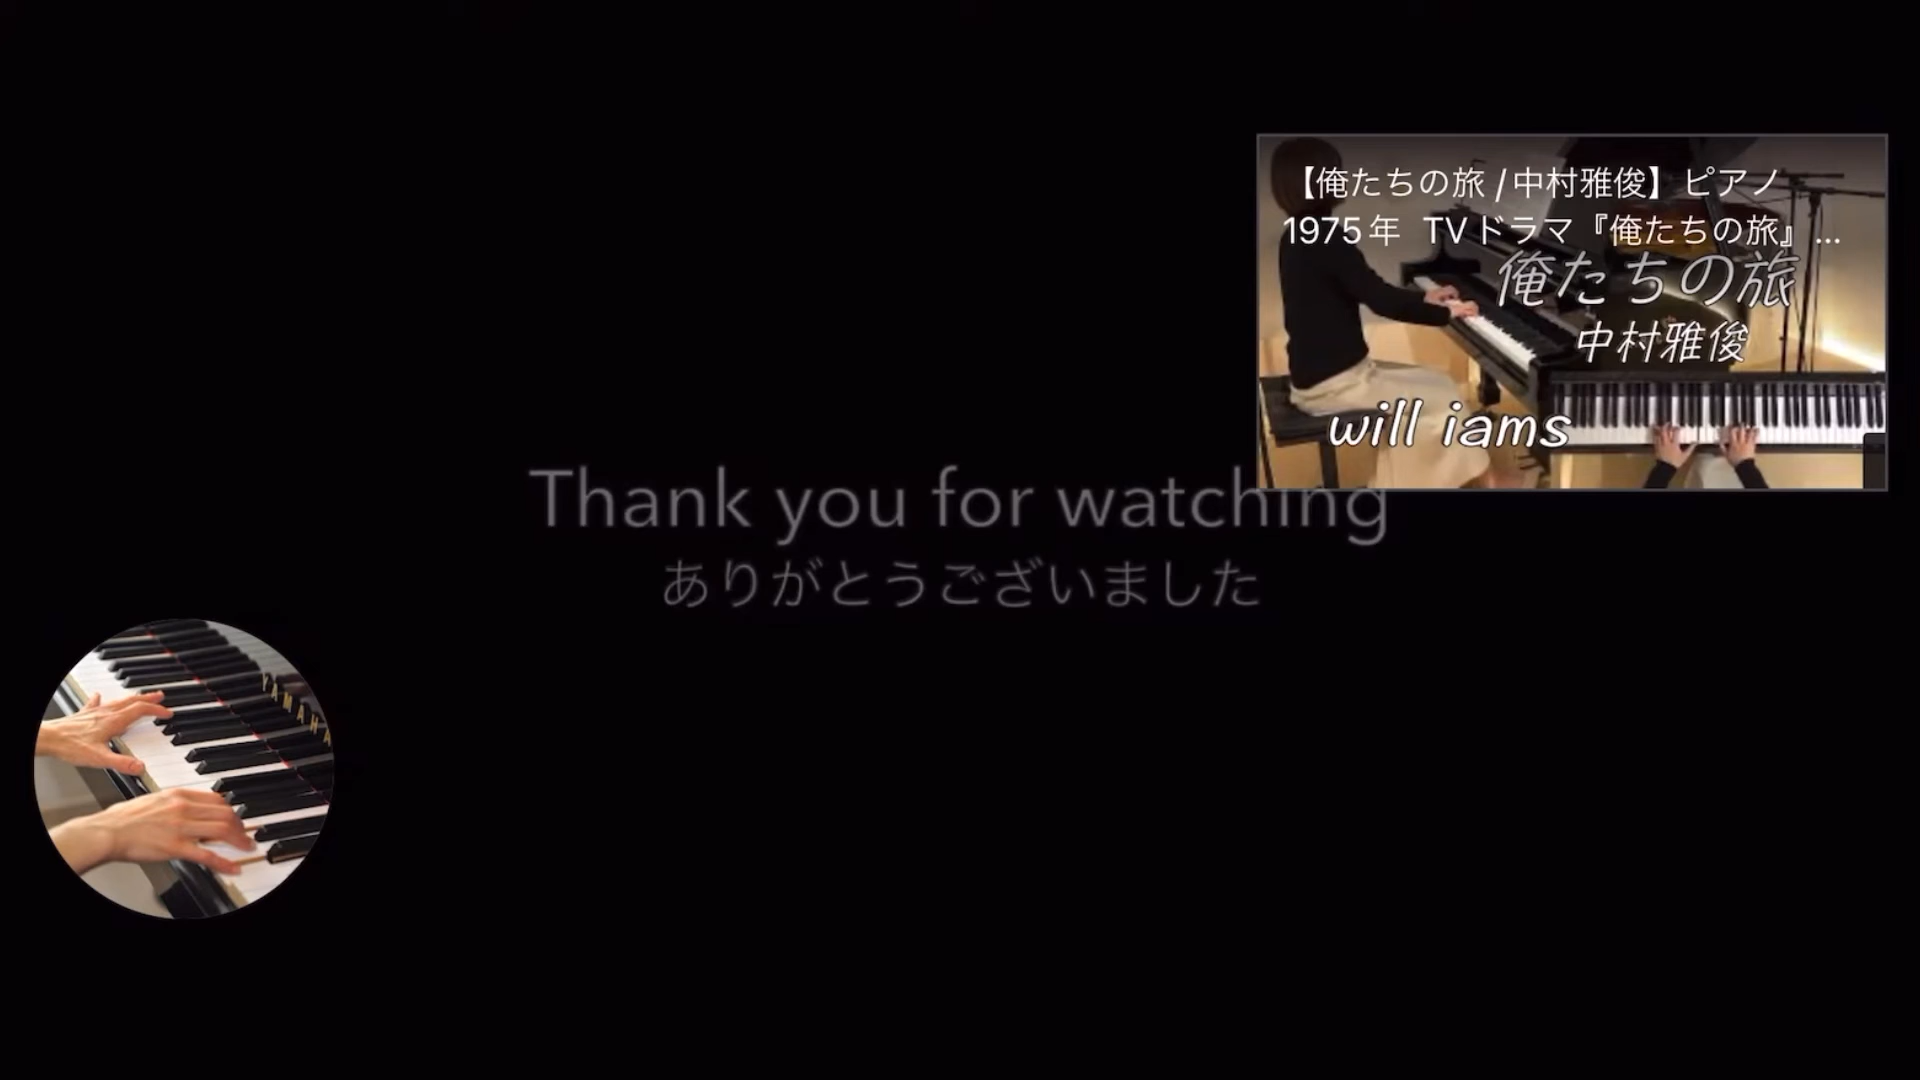 【俺たちの旅 / 中村雅俊】ピアノ
1975年 TVドラマ『俺たちの旅』...
俺たちの旅
中村雅俊
will iams
Thank you for watching
ありがとうございました
YAMAHA